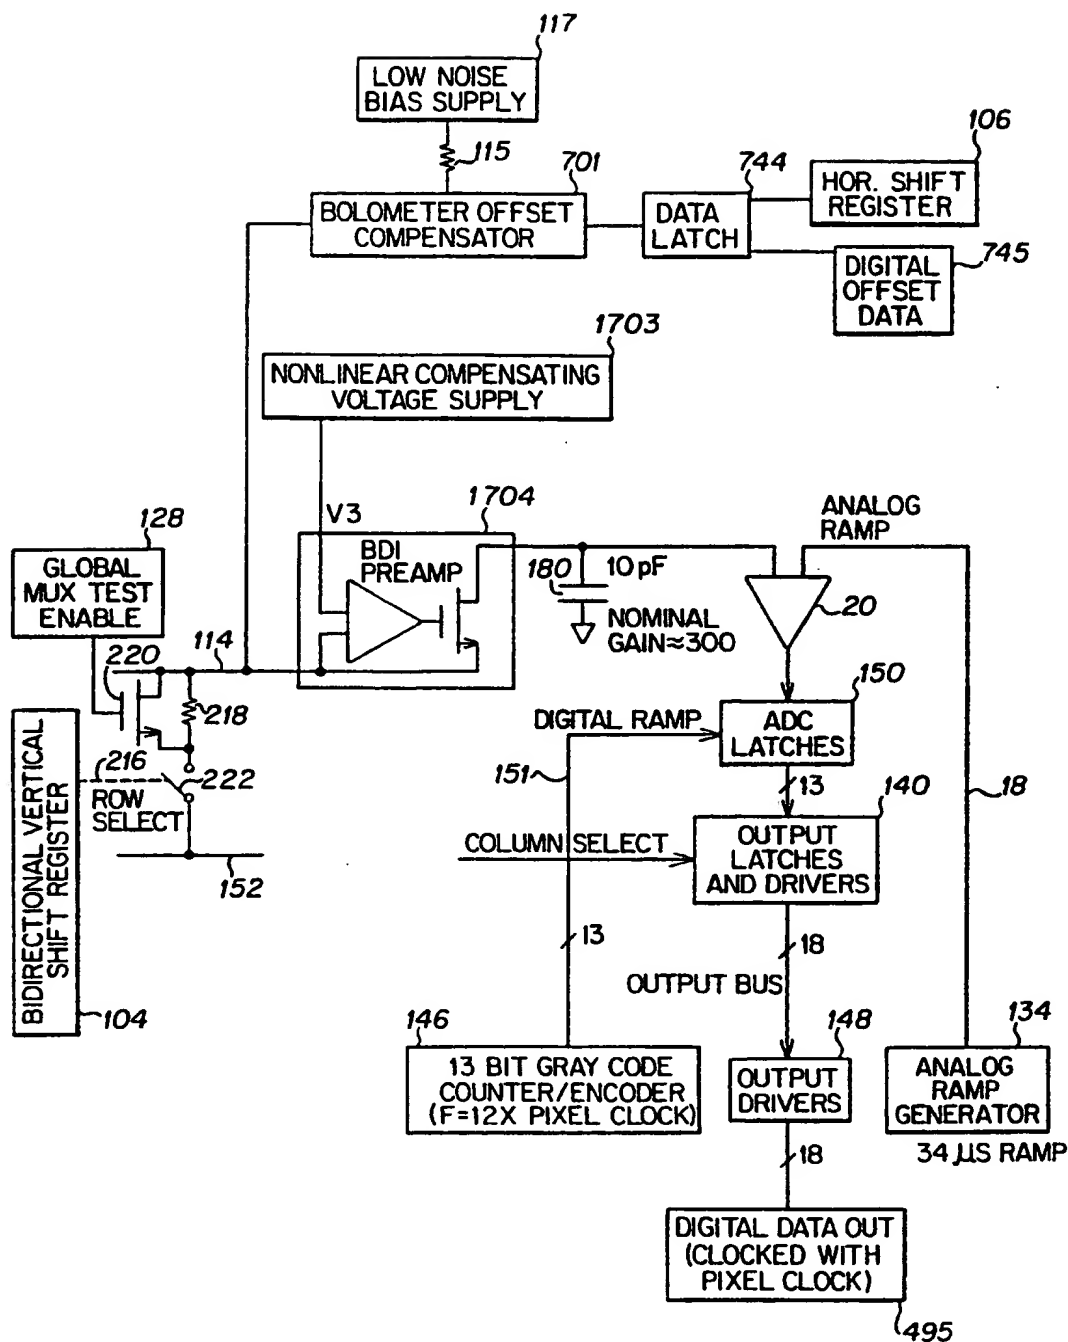 117
LOW NOISE
BIAS SUPPLY
115
701
744
106
BOLOMETER OFFSET
COMPENSATOR
DATA
LATCH
HOR. SHIFT
REGISTER
745
DIGITAL
OFFSET
DATA
1703
NONLINEAR COMPENSATING
VOLTAGE SUPPLY
1704
V3
BDI
PREAMP
128
GLOBAL
MUX TEST
ENABLE
180
10 pF
NOMINAL
GAIN≈300
ANALOG
RAMP
20
220
114
218
216
222
ROW
SELECT
152
BIDIRECTIONAL VERTICAL
SHIFT REGISTER
104
DIGITAL RAMP
151
150
ADC
LATCHES
13
140
18
COLUMN SELECT
OUTPUT
LATCHES
AND DRIVERS
13
18
OUTPUT BUS
146
13 BIT GRAY CODE
COUNTER/ENCODER
(F=12X PIXEL CLOCK)
148
OUTPUT
DRIVERS
134
ANALOG
RAMP
GENERATOR
34 µS RAMP
18
DIGITAL DATA OUT
(CLOCKED WITH
PIXEL CLOCK)
495